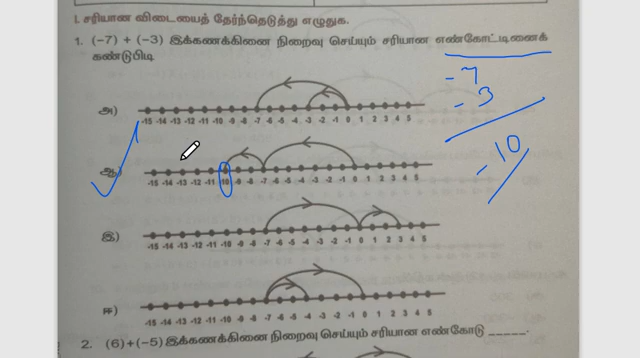 I. சரியான விடையைத் தேர்ந்தெடுத்து எழுதுக.
1. (-7) + (-3) இக்கணக்கினை நிறைவு செய்யும் சரியான எண்கோட்டினைக்
கண்டுபிடி
-7
-3
-10
அ)
-15 -14 -13 -12 -11 -10 -9 -8 -7 -6 -5 -4 -3 -2 -1 0 1 2 3 4 5
ஆ)
-15 -14 -13 -12 -11 -10 -9 -8 -7 -6 -5 -4 -3 -2 -1 0 1 2 3 4 5
இ)
-15 -14 -13 -12 -11 -10 -9 -8 -7 -6 -5 -4 -3 -2 -1 0 1 2 3 4 5
ஈ)
-15 -14 -13 -12 -11 -10 -9 -8 -7 -6 -5 -4 -3 -2 -1 0 1 2 3 4 5
2. (6)+(-5) இக்கணக்கினை நிறைவு செய்யும் சரியான எண்கோடு _____.